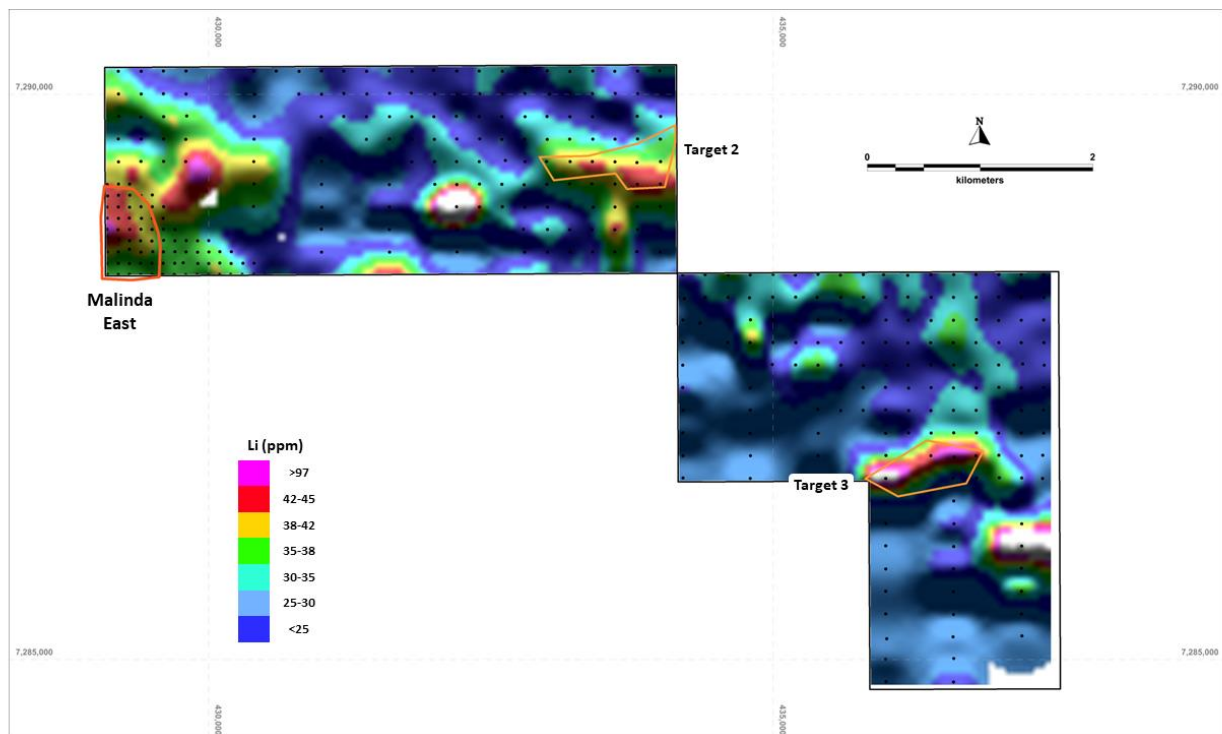 430,000
435,000
7,290,000
7,290,000
N
0
2
kilometers
Target 2
Malinda
East
Target 3
Li (ppm)
>97
42-45
38-42
35-38
30-35
25-30
<25
7,285,000
7,285,000
430,000
435,000